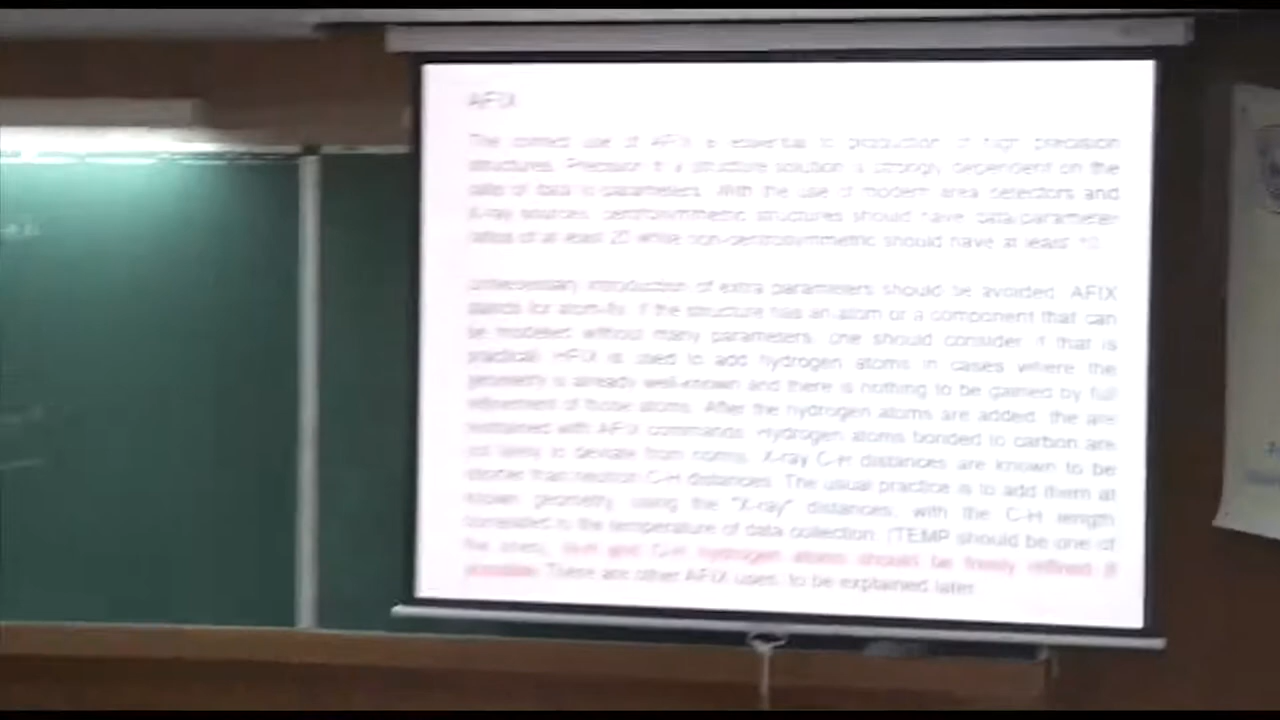 AFIX
The correct use of AFIX is essential to production of high precision
structures. Precision in a structure solution is strongly dependent on the
ratio of data to parameters. With the use of modern area detectors and
X-ray sources, centrosymmetric structures should have data/parameter
ratios of at least 20 while non-centrosymmetric should have at least 10.
Unnecessary introduction of extra parameters should be avoided. AFIX
stands for atom-fix. If the structure has an atom or a component that can
be modeled without many parameters, one should consider if that is
practical. HFIX is used to add hydrogen atoms in cases where the
geometry is already well-known and there is nothing to be gained by full
refinement of those atoms. After the hydrogen atoms are added, the are
restrained with AFIX commands. Hydrogen atoms bonded to carbon are
not likely to deviate from norms. X-ray C-H distances are known to be
shorter than neutron C-H distances. The usual practice is to add them at
known geometry, using the "X-ray" distances, with the C-H length
correlated to the temperature of data collection. (TEMP should be one of
the hydrogen atoms should be freely refined if
possible. These are other AFIX uses, to be explained later.